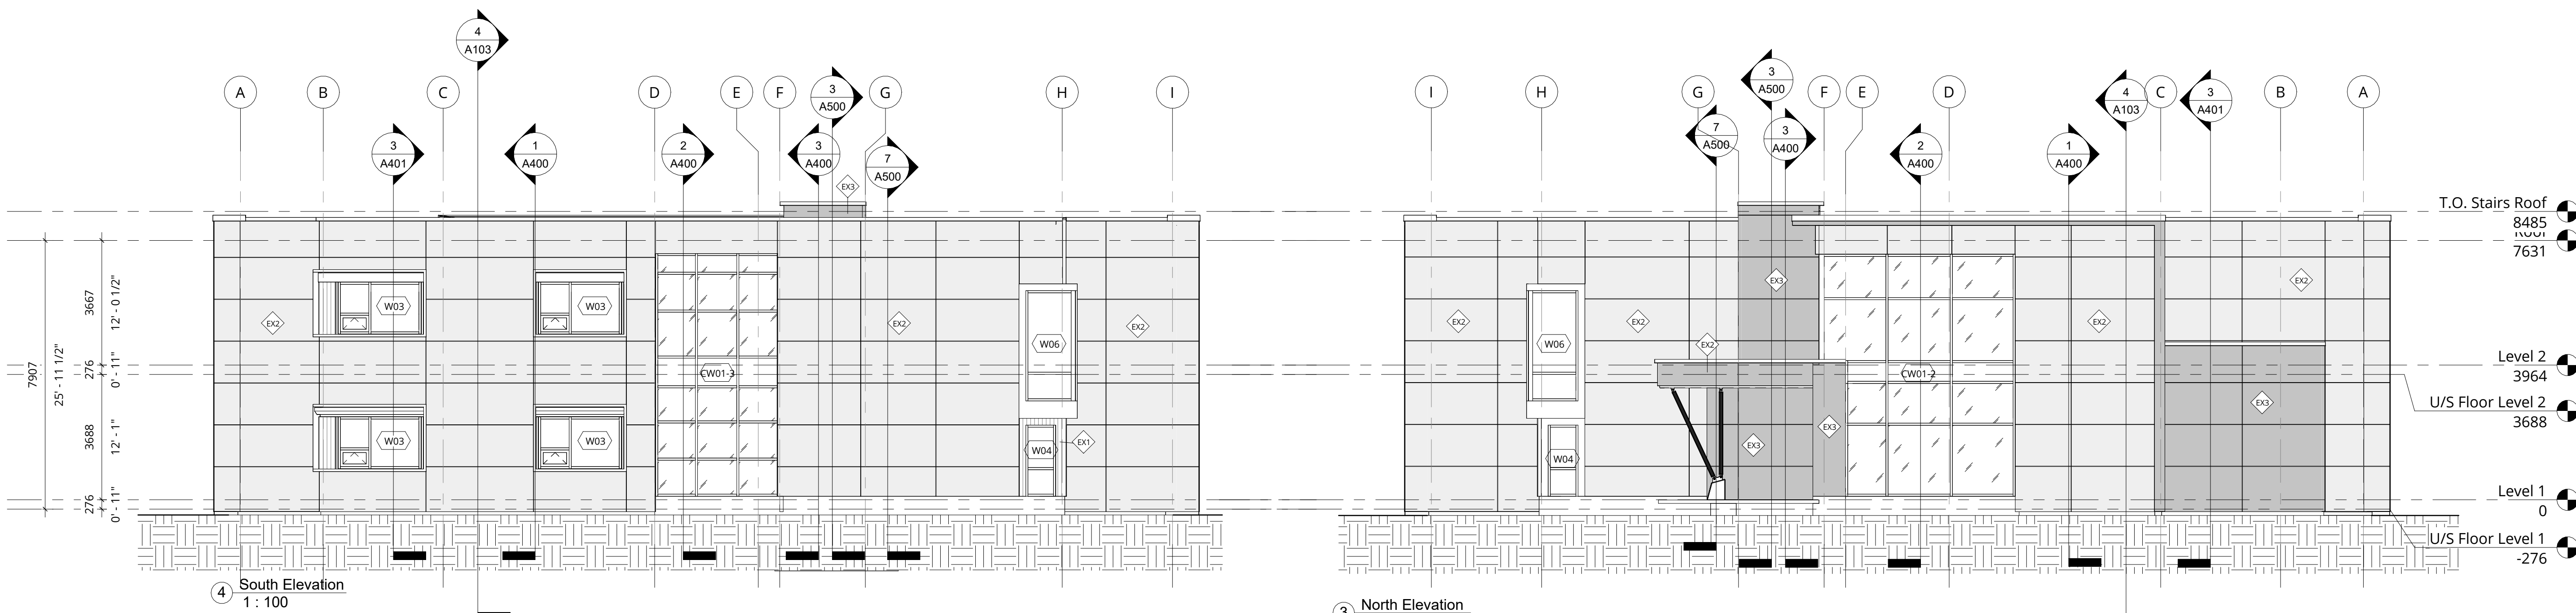 4
A103
3
A500
3
A500
A
B
C
D
E
F
G
H
I
I
H
G
F
E
D
C
B
A
4
A103
3
A401
3
A401
1
A400
2
A400
3
A400
7
A500
7
A500
3
A400
2
A400
1
A400
EX3
T.O. Stairs Roof
8485
Roof
7631
3667
12' - 0 1/2"
W03
W03
EX2
EX2
EX2
W06
EX3
EX2
EX2
EX2
EX2
W06
EX2
7907
25' - 11 1/2"
276
0' - 11"
CW01-3
CW01-2
Level 2
3964
U/S Floor Level 2
3688
3688
12' - 1"
W03
W03
W04
EX1
W04
EX3
EX3
EX3
276
0' - 11"
Level 1
0
U/S Floor Level 1
-276
4
South Elevation
1 : 100
3
North Elevation